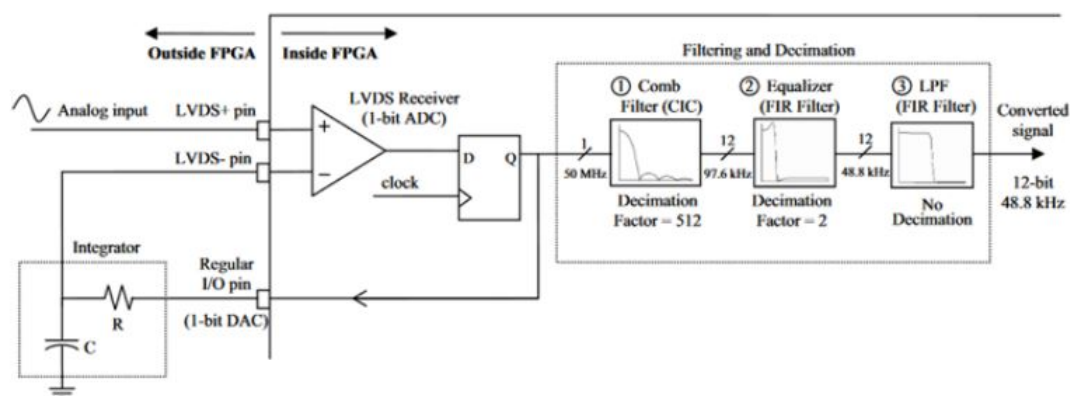 Outside FPGA
Inside FPGA
Filtering and Decimation
Analog input
LVDS+ pin
LVDS Receiver
(1-bit ADC)
+
−
LVDS- pin
clock
D
Q
1
50 MHz
① Comb
Filter (CIC)
Decimation
Factor = 512
12
97.6 kHz
② Equalizer
(FIR Filter)
Decimation
Factor = 2
12
48.8 kHz
③ LPF
(FIR Filter)
No
Decimation
Converted
signal
12-bit
48.8 kHz
Integrator
R
C
Regular
I/O pin
(1-bit DAC)